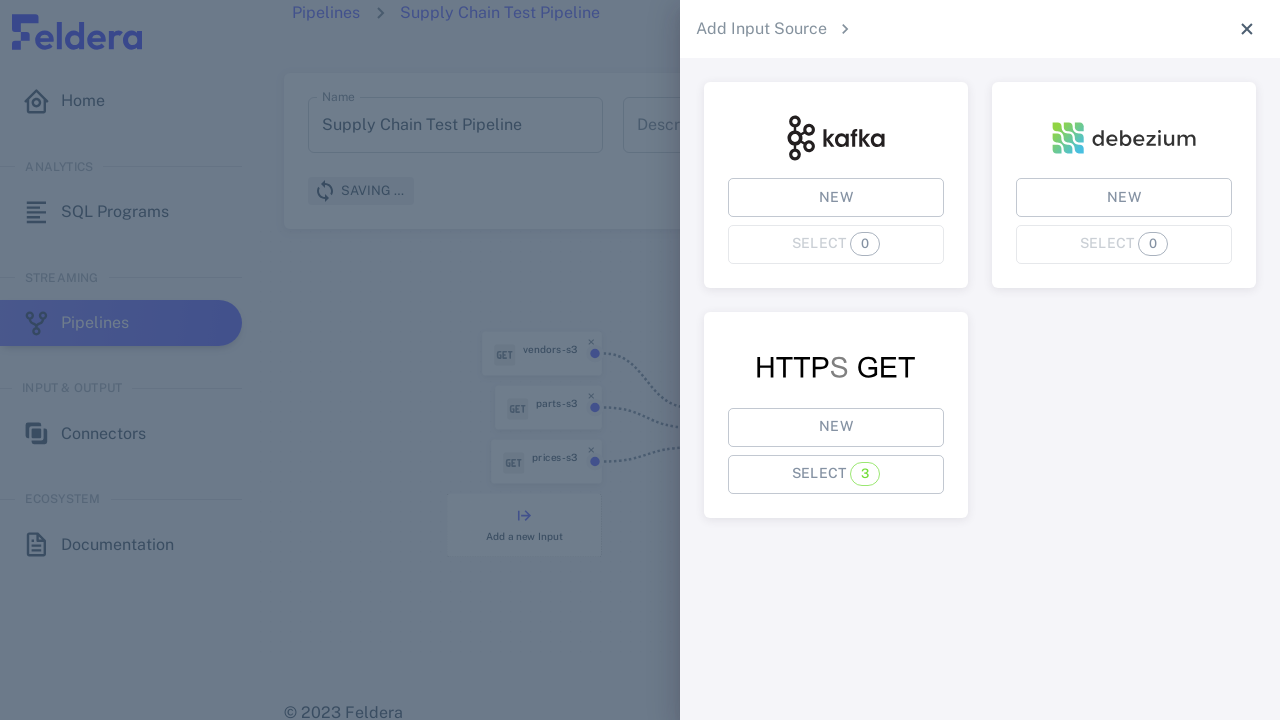 Feldera
Home
ANALYTICS
SQL Programs
STREAMING
Pipelines
INPUT & OUTPUT
Connectors
ECOSYSTEM
Documentation
Pipelines
Supply Chain Test Pipeline
Name
Supply Chain Test Pipeline
Descr
SAVING ...
GET
vendors-s3
GET
parts-s3
GET
prices-s3
Add a new Input
© 2023 Feldera
Add Input Source
kafka
NEW
SELECT 0
debezium
NEW
SELECT 0
HTTPS GET
NEW
SELECT 3